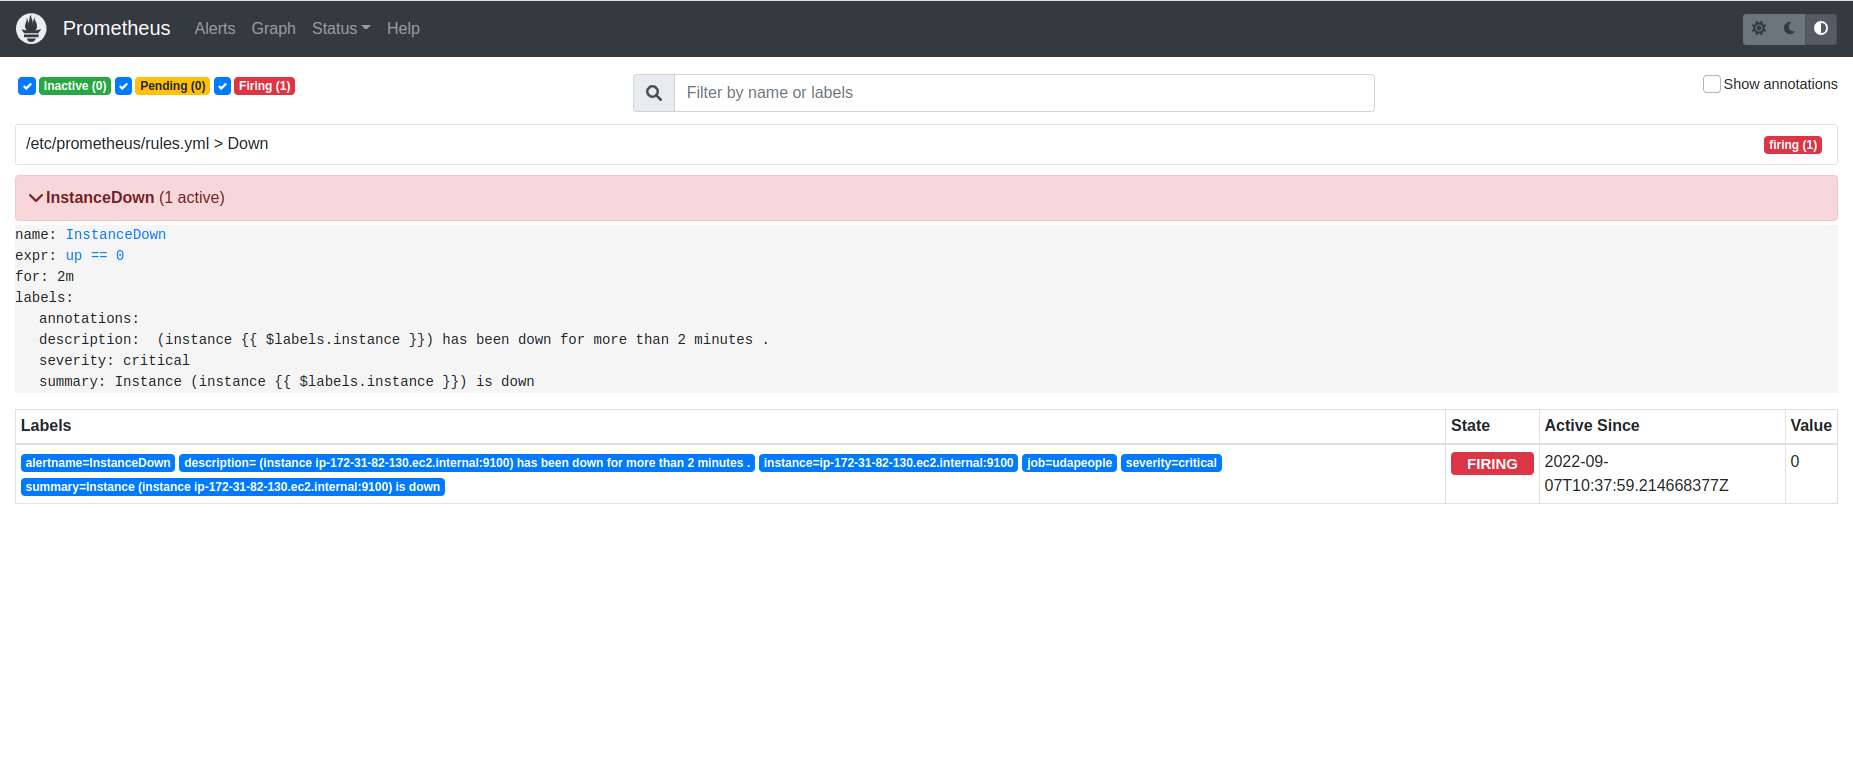 Prometheus Alerts Graph Status Help
Inactive (0) Pending (0) Firing (1) Filter by name or labels Show annotations
/etc/prometheus/rules.yml > Down firing (1)
InstanceDown (1 active)
name: InstanceDown
expr: up == 0
for: 2m
labels:
annotations:
description:  (instance {{ $labels.instance }}) has been down for more than 2 minutes .
severity: critical
summary: Instance (instance {{ $labels.instance }}) is down
Labels State Active Since Value
alertname=InstanceDown description= (instance ip-172-31-82-130.ec2.internal:9100) has been down for more than 2 minutes . instance=ip-172-31-82-130.ec2.internal:9100 job=udapeople severity=critical
summary=Instance (instance ip-172-31-82-130.ec2.internal:9100) is down
FIRING
2022-09-
07T10:37:59.214668377Z
0